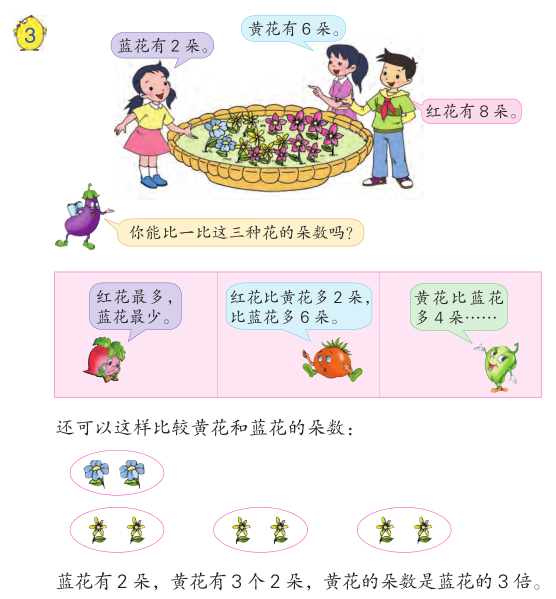 3
蓝花有2朵。
黄花有6朵。
红花有8朵。
你能比一比这三种花的朵数吗?
红花最多,
蓝花最少。
红花比黄花多2朵,
比蓝花多6朵。
黄花比蓝花
多4朵……
还可以这样比较黄花和蓝花的朵数:
蓝花有2朵,黄花有3个2朵,黄花的朵数是蓝花的3倍。